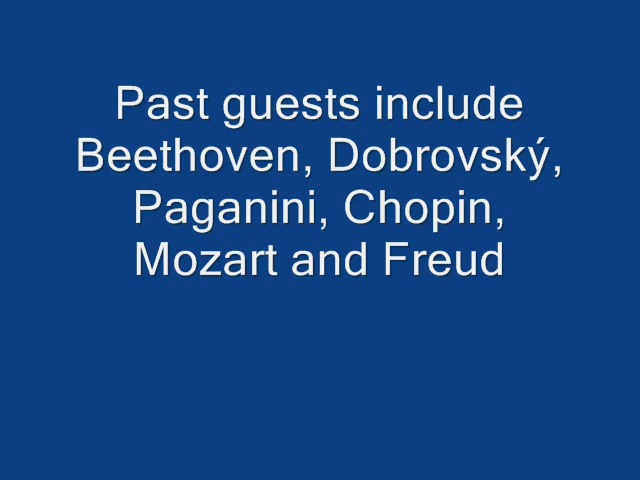 Past guests include
Beethoven, Dobrovský,
Paganini, Chopin,
Mozart and Freud